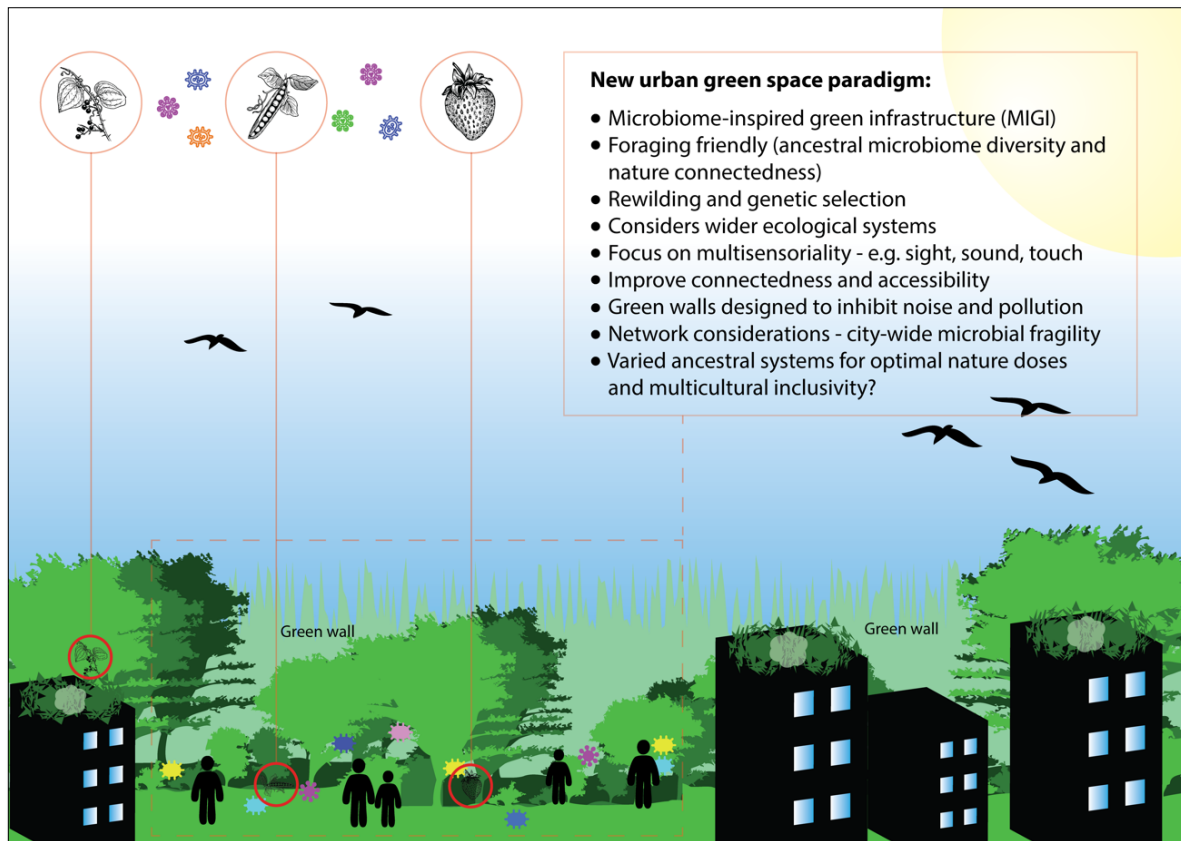 New urban green space paradigm:
● Microbiome-inspired green infrastructure (MIGI)
● Foraging friendly (ancestral microbiome diversity and
nature connectedness)
● Rewilding and genetic selection
● Considers wider ecological systems
● Focus on multisensoriality - e.g. sight, sound, touch
● Improve connectedness and accessibility
● Green walls designed to inhibit noise and pollution
● Network considerations - city-wide microbial fragility
● Varied ancestral systems for optimal nature doses
and multicultural inclusivity?
Green wall
Green wall